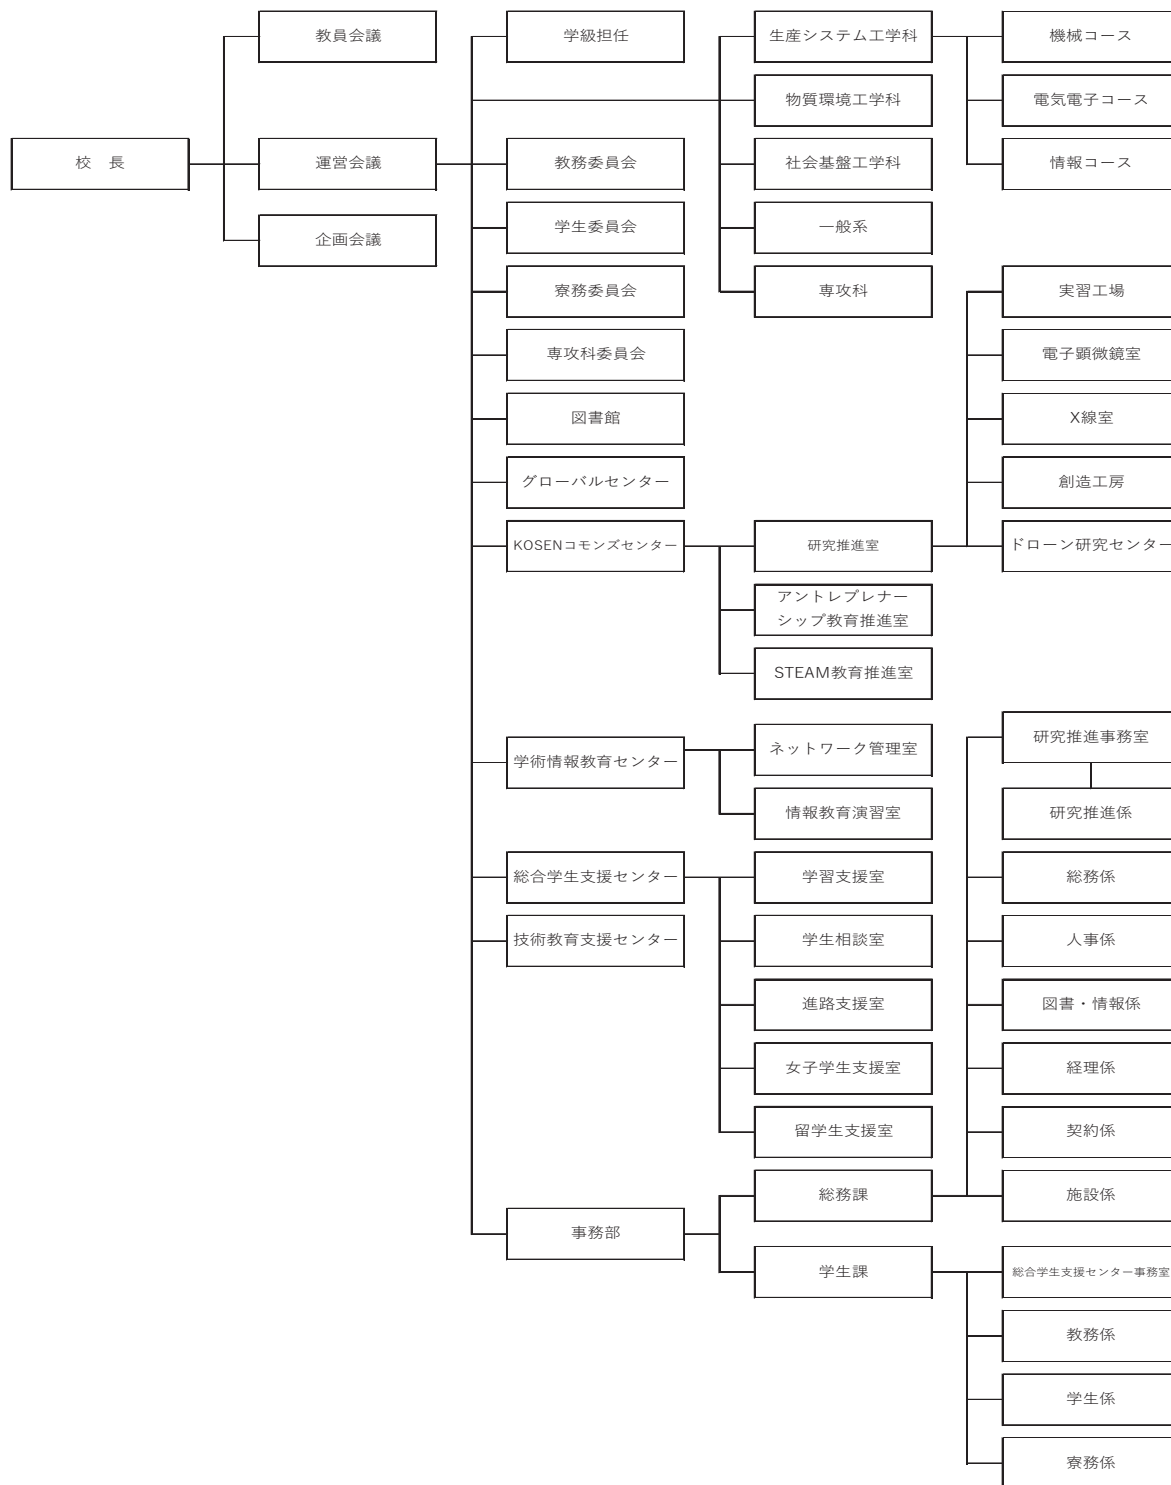 校　長
教員会議
運営会議
企画会議
学級担任
教務委員会
学生委員会
寮務委員会
専攻科委員会
図書館
グローバルセンター
KOSENコモンズセンター
学術情報教育センター
総合学生支援センター
技術教育支援センター
事務部
生産システム工学科
物質環境工学科
社会基盤工学科
一般系
専攻科
研究推進室
アントレプレナー
シップ教育推進室
STEAM教育推進室
ネットワーク管理室
情報教育演習室
学習支援室
学生相談室
進路支援室
女子学生支援室
留学生支援室
総務課
学生課
機械コース
電気電子コース
情報コース
実習工場
電子顕微鏡室
X線室
創造工房
ドローン研究センター
研究推進事務室
研究推進係
総務係
人事係
図書・情報係
経理係
契約係
施設係
総合学生支援センター事務室
教務係
学生係
寮務係